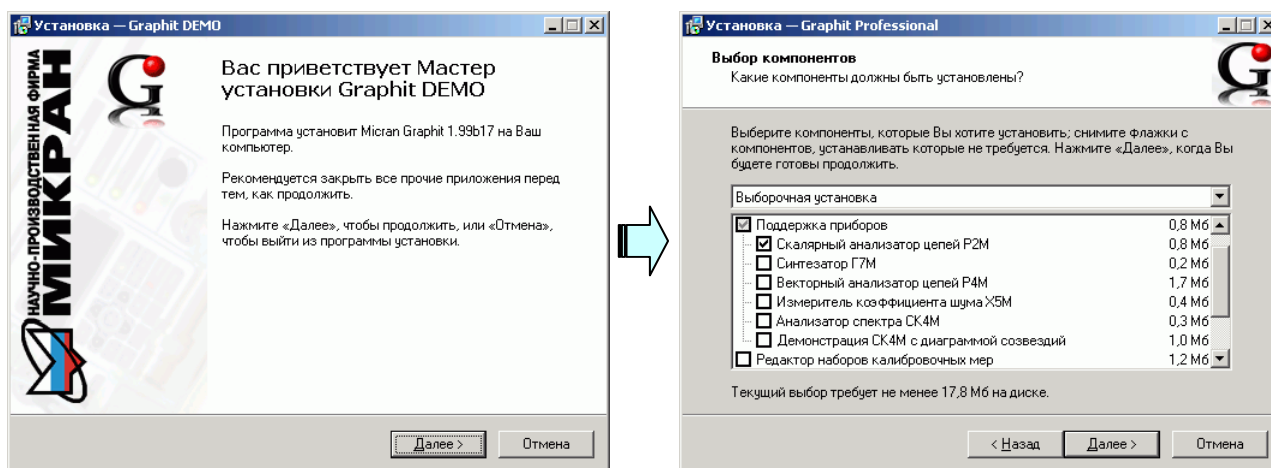 Установка — Graphit DEMO
НАУЧНО-ПРОИЗВОДСТВЕННАЯ ФИРМА
МИКРАН
Вас приветствует Мастер
установки Graphit DEMO
Программа установит Micran Graphit 1.99b17 на Ваш
компьютер.
Рекомендуется закрыть все прочие приложения перед
тем, как продолжить.
Нажмите «Далее», чтобы продолжить, или «Отмена»,
чтобы выйти из программы установки.
Далее >
Отмена
Установка — Graphit Professional
Выбор компонентов
Какие компоненты должны быть установлены?
Выберите компоненты, которые Вы хотите установить; снимите флажки с
компонентов, устанавливать которые не требуется. Нажмите «Далее», когда Вы
будете готовы продолжить.
Выборочная установка
Поддержка приборов 0,8 Мб
Скалярный анализатор цепей Р2М 0,8 Мб
Синтезатор Г7М 0,2 Мб
Векторный анализатор цепей Р4М 1,7 Мб
Измеритель коэффициента шума Х5М 0,4 Мб
Анализатор спектра СК4М 0,3 Мб
Демонстрация СК4М с диаграммой созвездий 1,0 Мб
Редактор наборов калибровочных мер 1,2 Мб
Текущий выбор требует не менее 17,8 Мб на диске.
< Назад
Далее >
Отмена